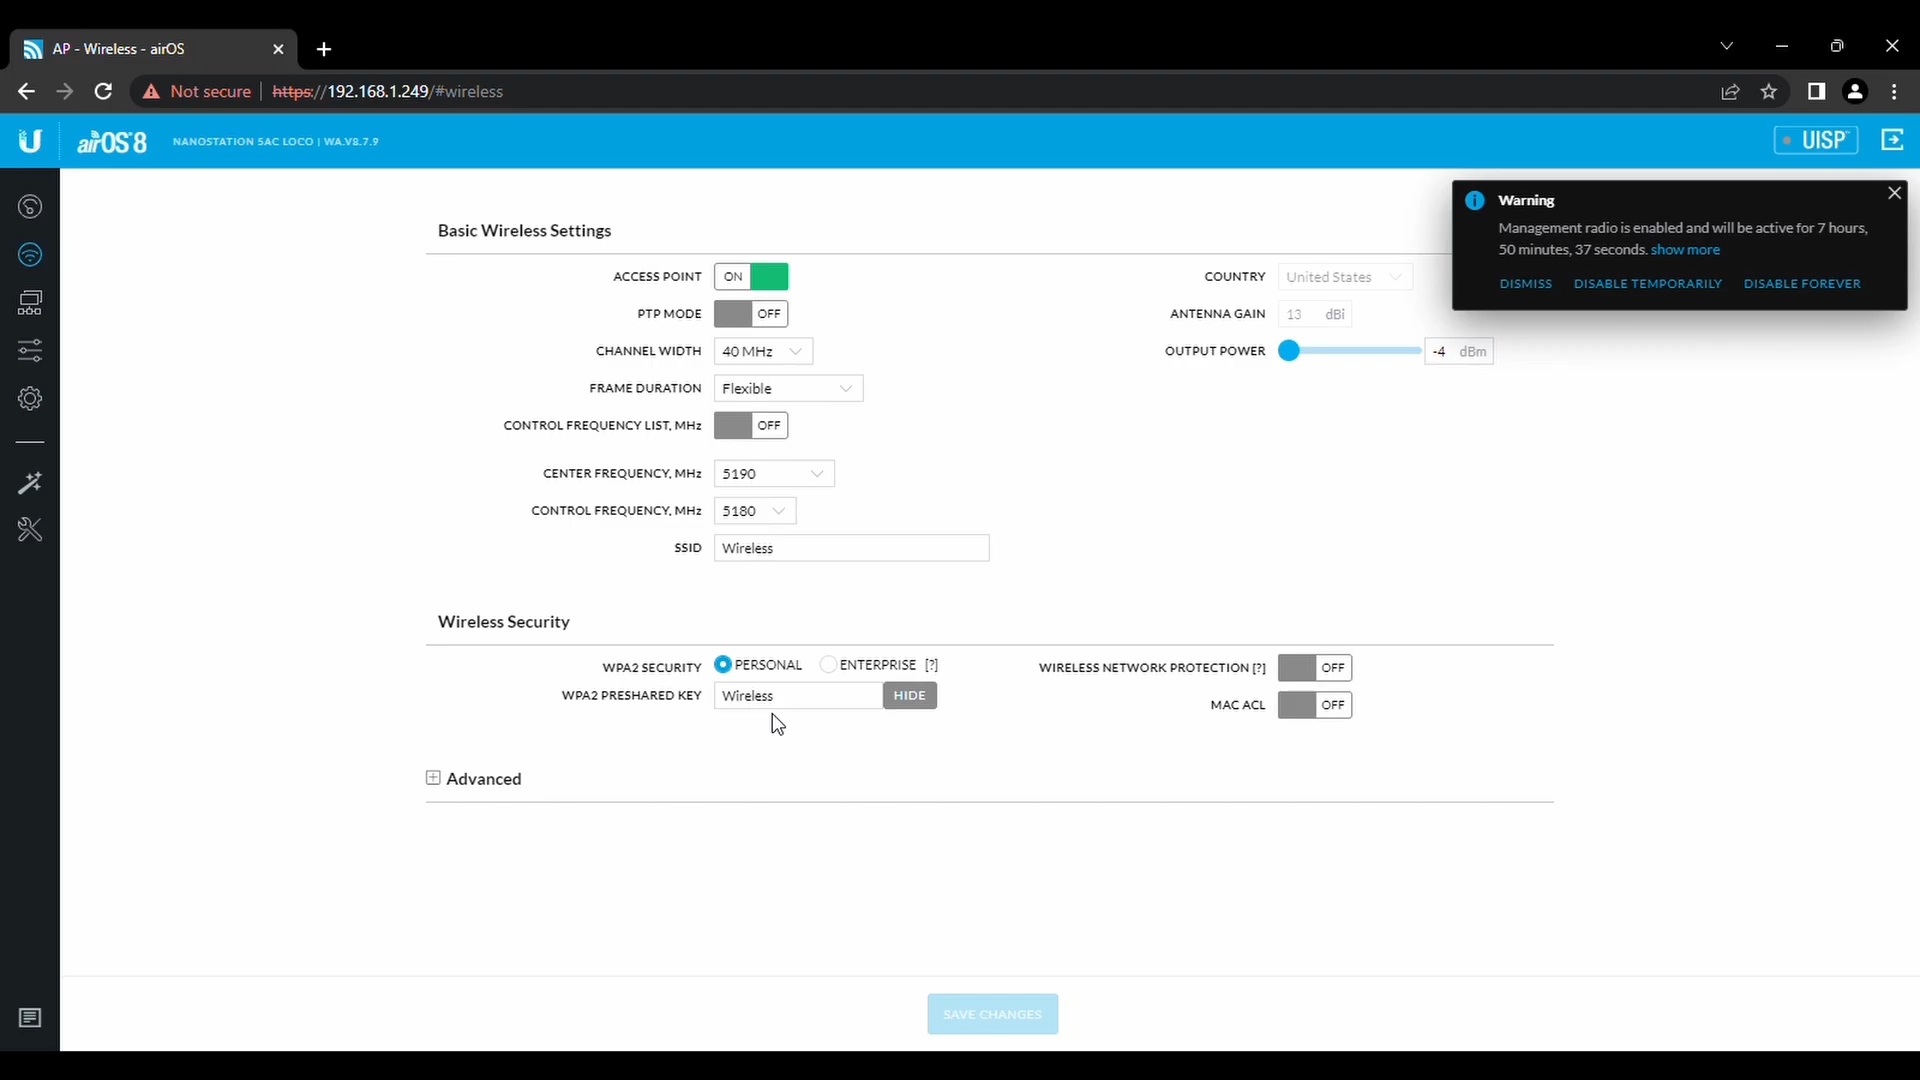 AP - Wireless - airOS
Not secure https://192.168.1.249/#wireless
airOS 8 NANOSTATION 5AC LOCO | WA.V8.7.9 UISP
Warning
Management radio is enabled and will be active for 7 hours,
50 minutes, 37 seconds. show more
DISMISS DISABLE TEMPORARILY DISABLE FOREVER
Basic Wireless Settings
ACCESS POINT ON COUNTRY United States
PTP MODE OFF ANTENNA GAIN 13 dBi
CHANNEL WIDTH 40 MHz OUTPUT POWER -4 dBm
FRAME DURATION Flexible
CONTROL FREQUENCY LIST, MHz OFF
CENTER FREQUENCY, MHz 5190
CONTROL FREQUENCY, MHz 5180
SSID Wireless
Wireless Security
WPA2 SECURITY PERSONAL ENTERPRISE [?] WIRELESS NETWORK PROTECTION [?] OFF
WPA2 PRESHARED KEY Wireless HIDE MAC ACL OFF
Advanced
SAVE CHANGES